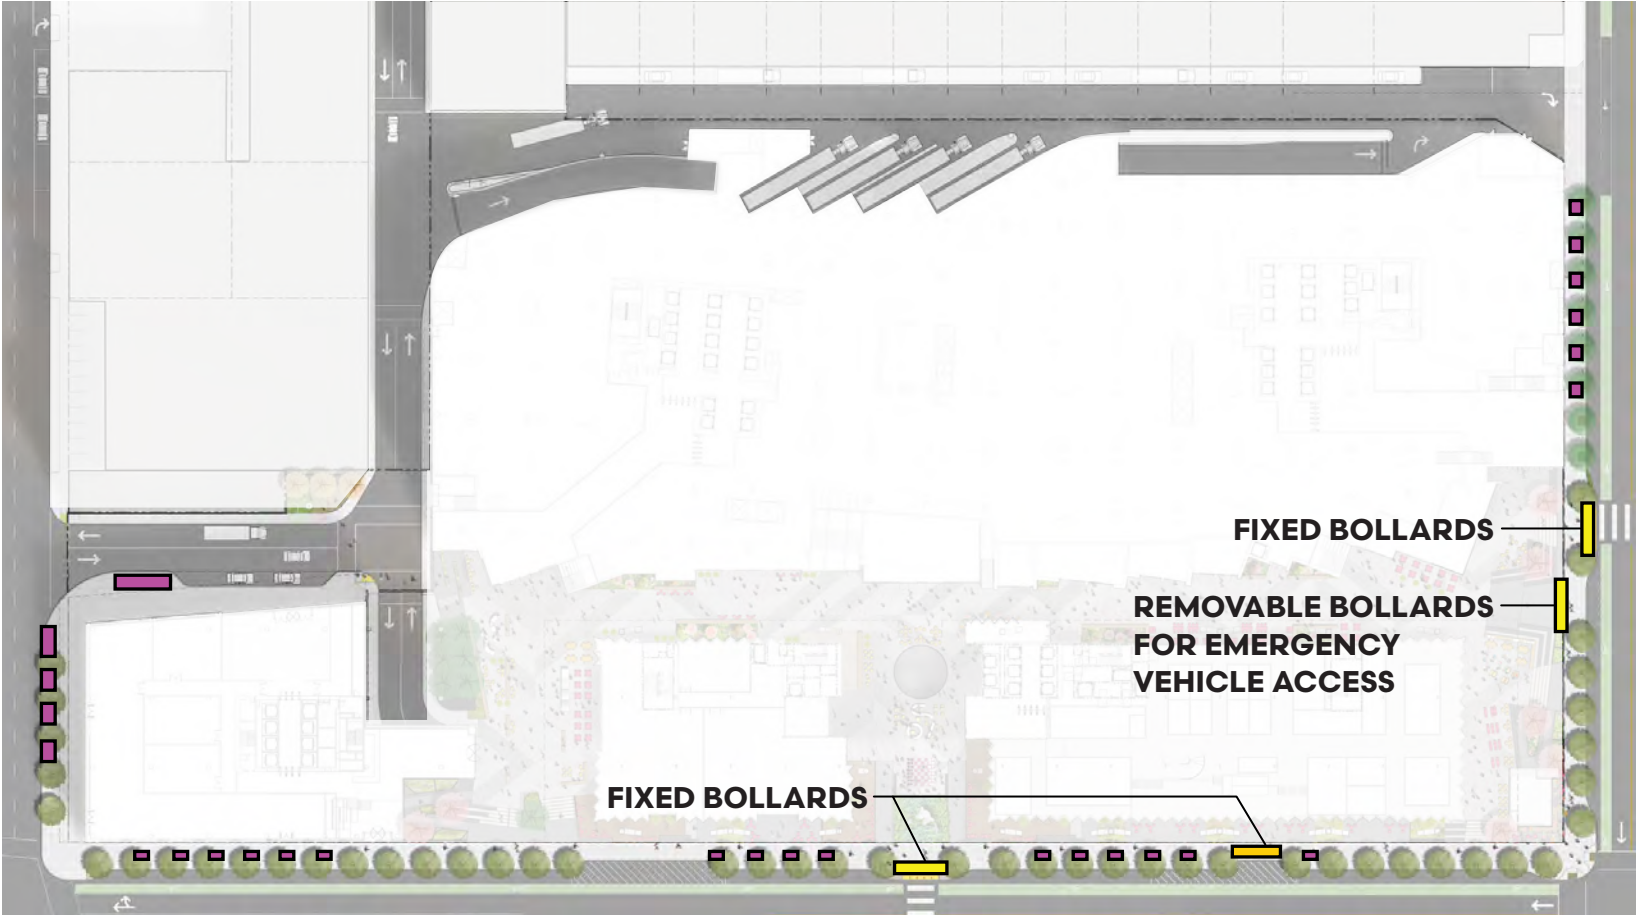 FIXED BOLLARDS
REMOVABLE BOLLARDS
FOR EMERGENCY
VEHICLE ACCESS
FIXED BOLLARDS